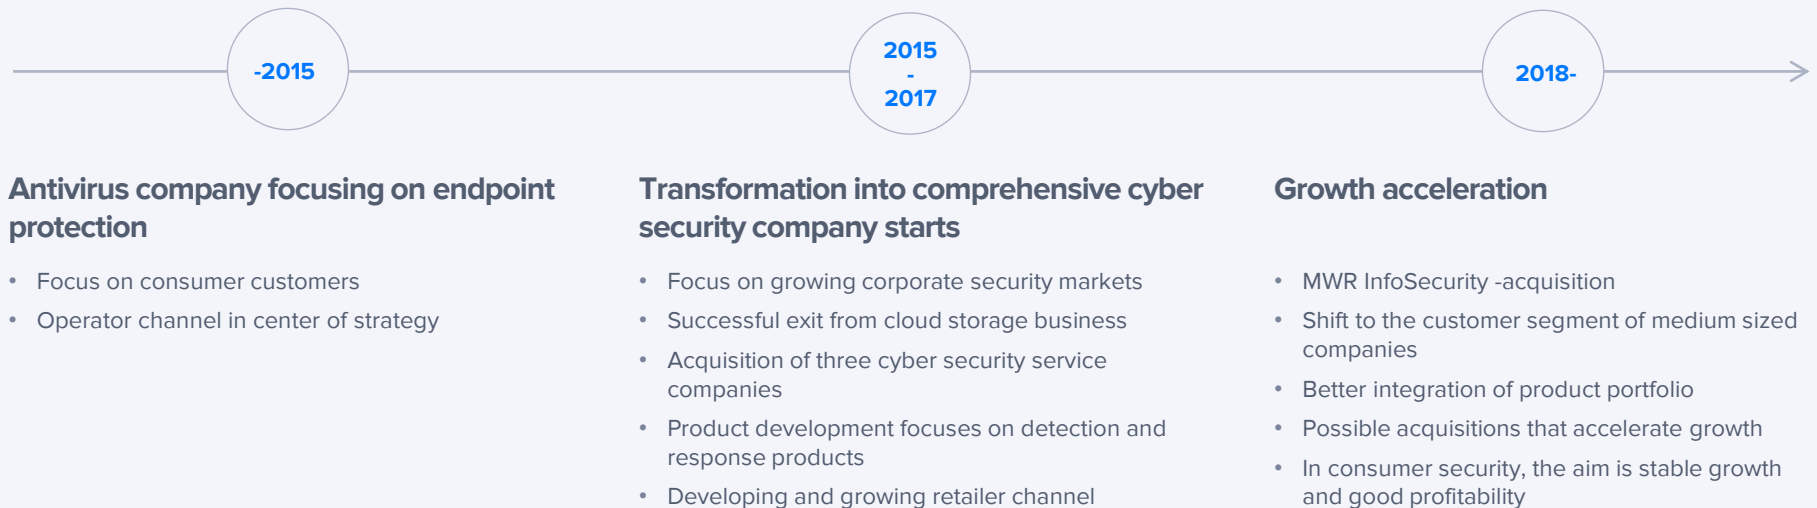 -2015
2015
-
2017
2018-
Antivirus company focusing on endpoint
protection
• Focus on consumer customers
• Operator channel in center of strategy
Transformation into comprehensive cyber
security company starts
• Focus on growing corporate security markets
• Successful exit from cloud storage business
• Acquisition of three cyber security service
companies
• Product development focuses on detection and
response products
• Developing and growing retailer channel
Growth acceleration
• MWR InfoSecurity -acquisition
• Shift to the customer segment of medium sized
companies
• Better integration of product portfolio
• Possible acquisitions that accelerate growth
• In consumer security, the aim is stable growth
and good profitability